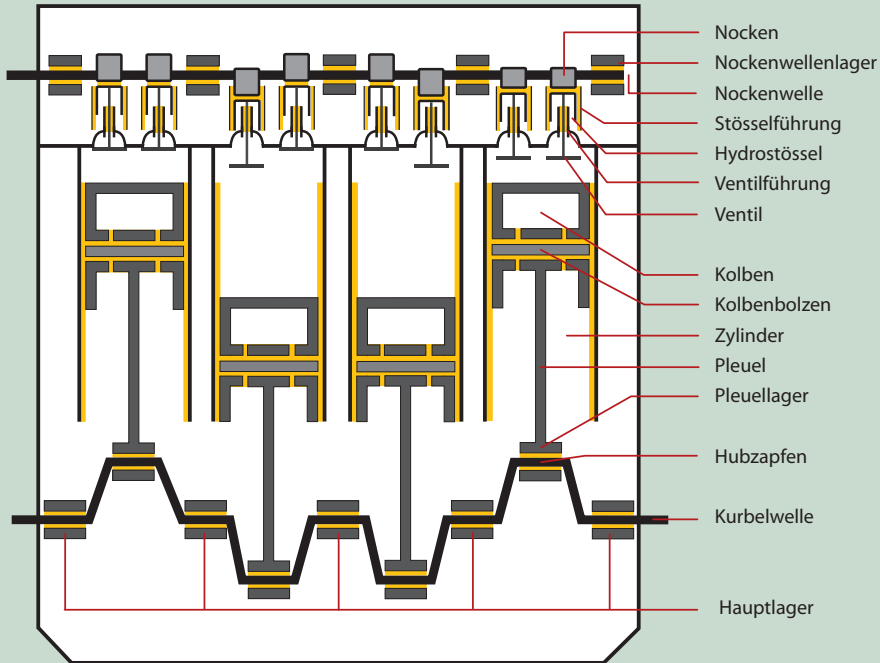 Nocken
Nockenwellenlager
Nockenwelle
Stösselführung
Hydrostössel
Ventilführung
Ventil
Kolben
Kolbenbolzen
Zylinder
Pleuel
Pleuellager
Hubzapfen
Kurbelwelle
Hauptlager